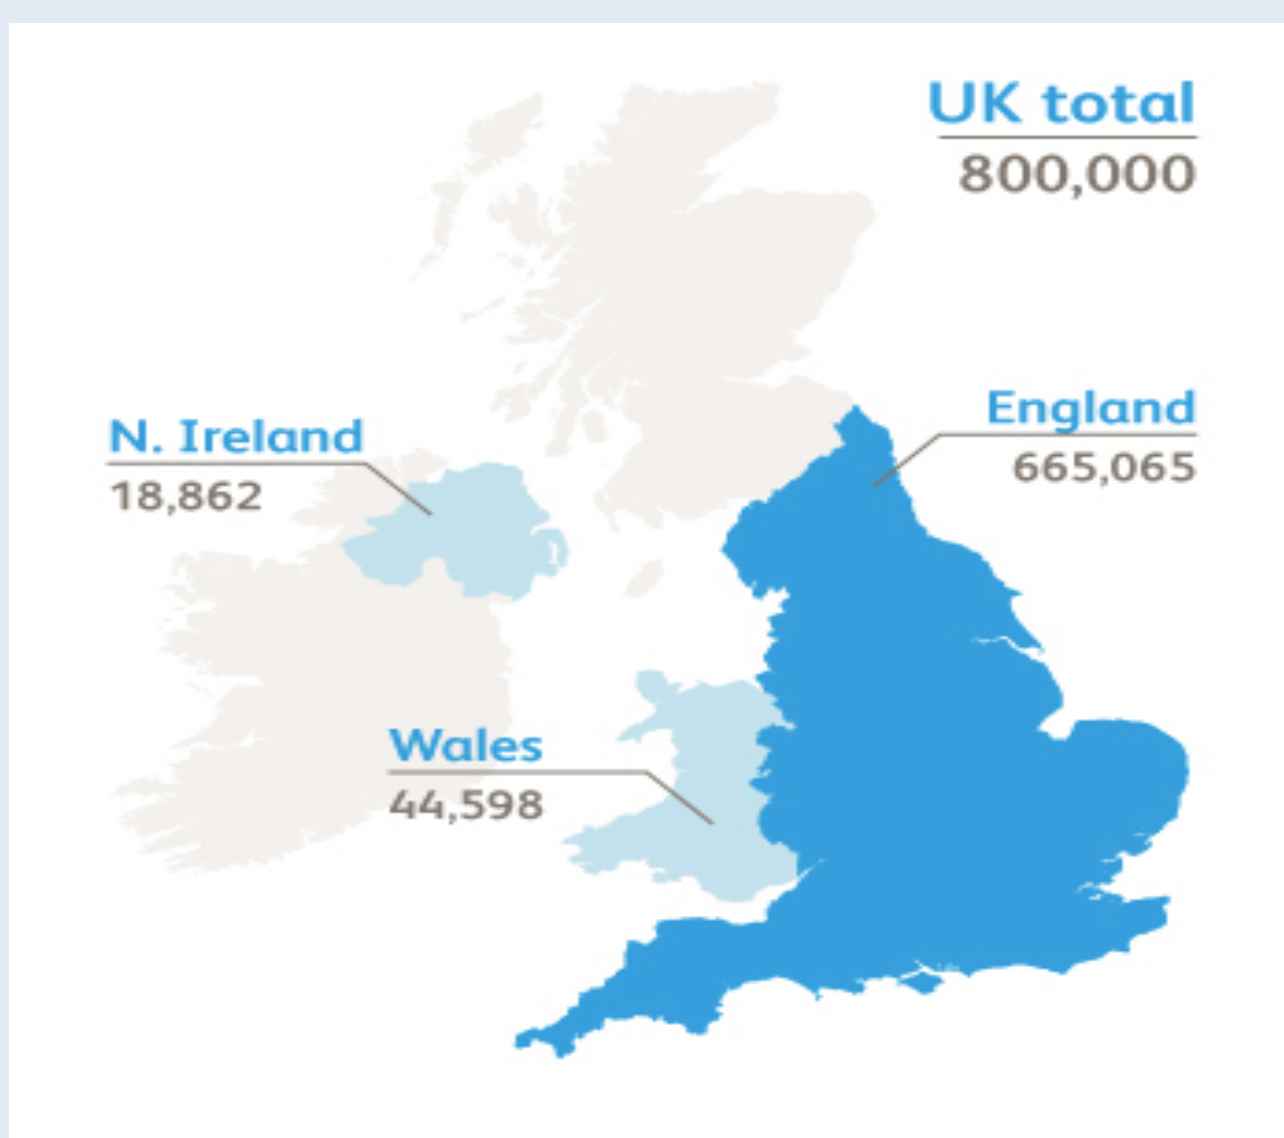 UK total
800,000
England
665,065
N. Ireland
18,862
Wales
44,598